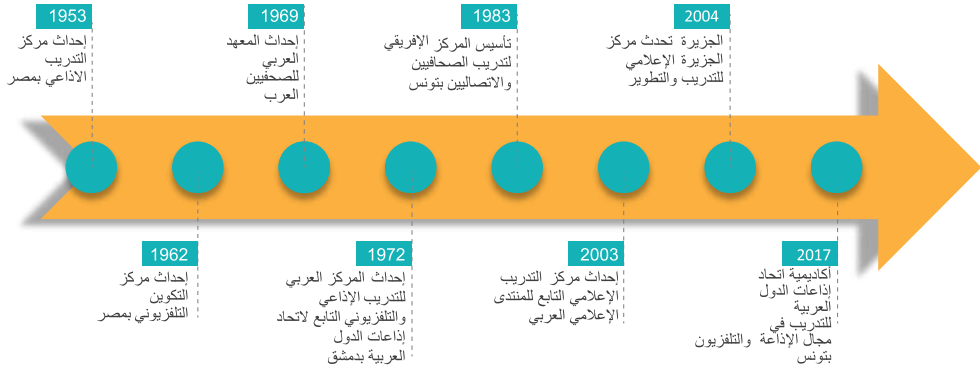 1953
إحداث مركز
التدريب
الاذاعي بمصر
1969
إحداث المعهد
العربي
للصحفيين
العرب
1983
تأسيس المركز الإفريقي
لتدريب الصحافيين
والاتصاليين بتونس
2004
الجزيرة تحدث مركز
الجزيرة الإعلامي
للتدريب والتطوير
1962
إحداث مركز
التكوين
التلفزيوني بمصر
1972
إحداث المركز العربي
للتدريب الإذاعي
والتلفزيوني التابع لاتحاد
إذاعات الدول
العربية بدمشق
2003
إحداث مركز التدريب
الإعلامي التابع للمنتدى
الإعلامي العربي
2017
أكاديمية اتحاد
إذاعات الدول
العربية
للتدريب في
مجال الإذاعة والتلفزيون
بتونس